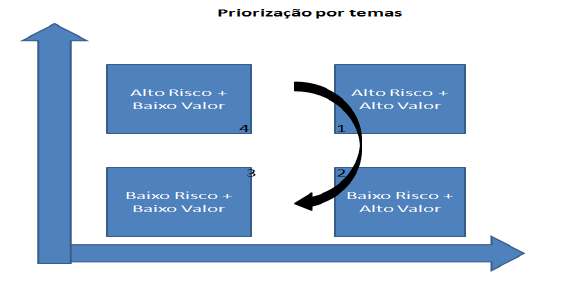 Priorização por temas
Alto Risco +
Baixo Valor
4
Alto Risco +
Alto Valor
1
Baixo Risco +
Baixo Valor
3
Baixo Risco +
Alto Valor
2